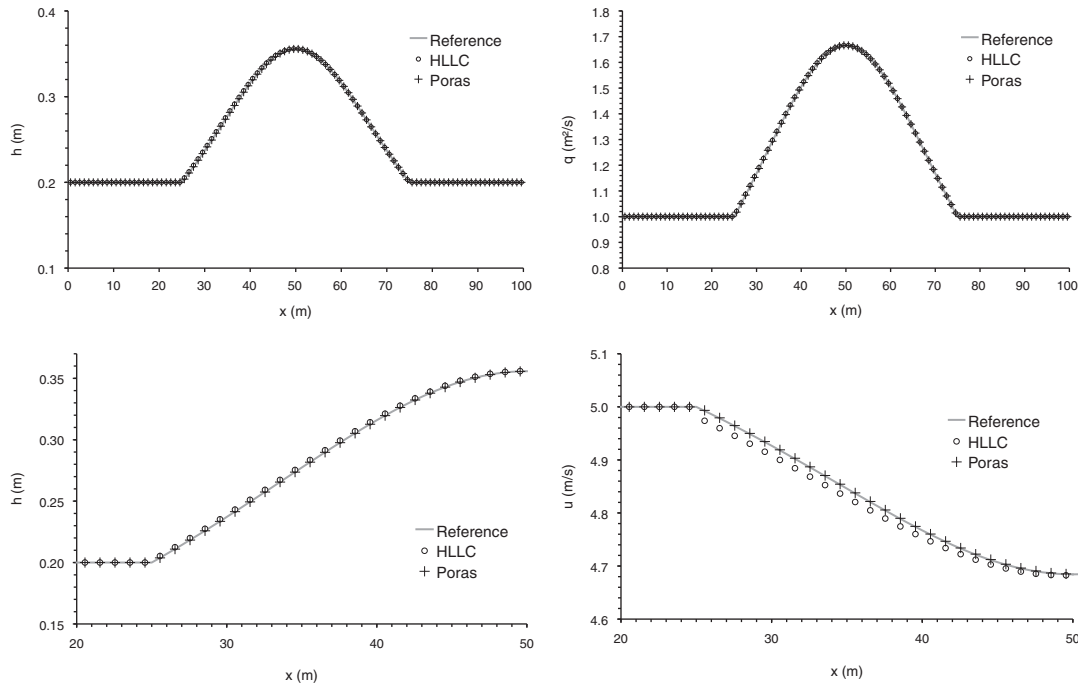 0.4
0.3
0.2
0.1
h (m)
0 10 20 30 40 50 60 70 80 90 100
x (m)
Reference
HLLC
Poras
1.8
1.7
1.6
1.5
1.4
1.3
1.2
1.1
1.0
0.9
0.8
q (m²/s)
0 10 20 30 40 50 60 70 80 90 100
x (m)
Reference
HLLC
Poras
0.35
0.30
0.25
0.20
0.15
h (m)
20 30 40 50
x (m)
Reference
HLLC
Poras
5.1
5.0
4.9
4.8
4.7
4.6
u (m/s)
20 30 40 50
x (m)
Reference
HLLC
Poras